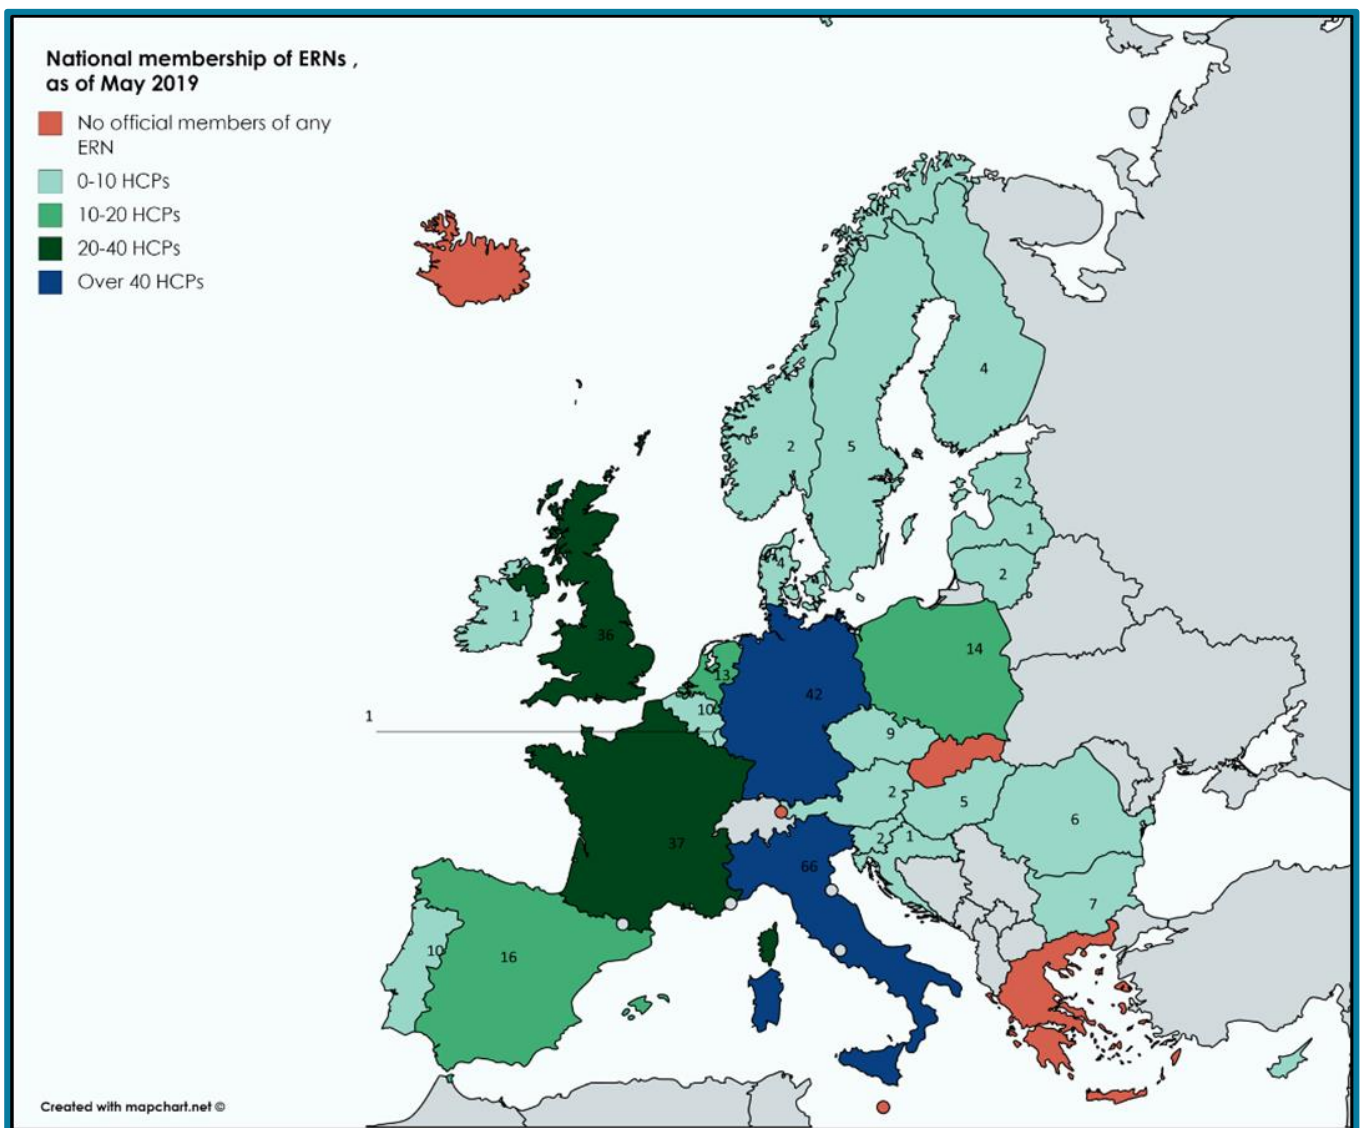 National membership of ERNs ,
as of May 2019
No official members of any
ERN
0-10 HCPs
10-20 HCPs
20-40 HCPs
Over 40 HCPs
4
2
5
2
1
4
4
2
1
36
14
13
42
10
1
9
2
5
6
2
1
37
66
7
10
16
Created with mapchart.net ©